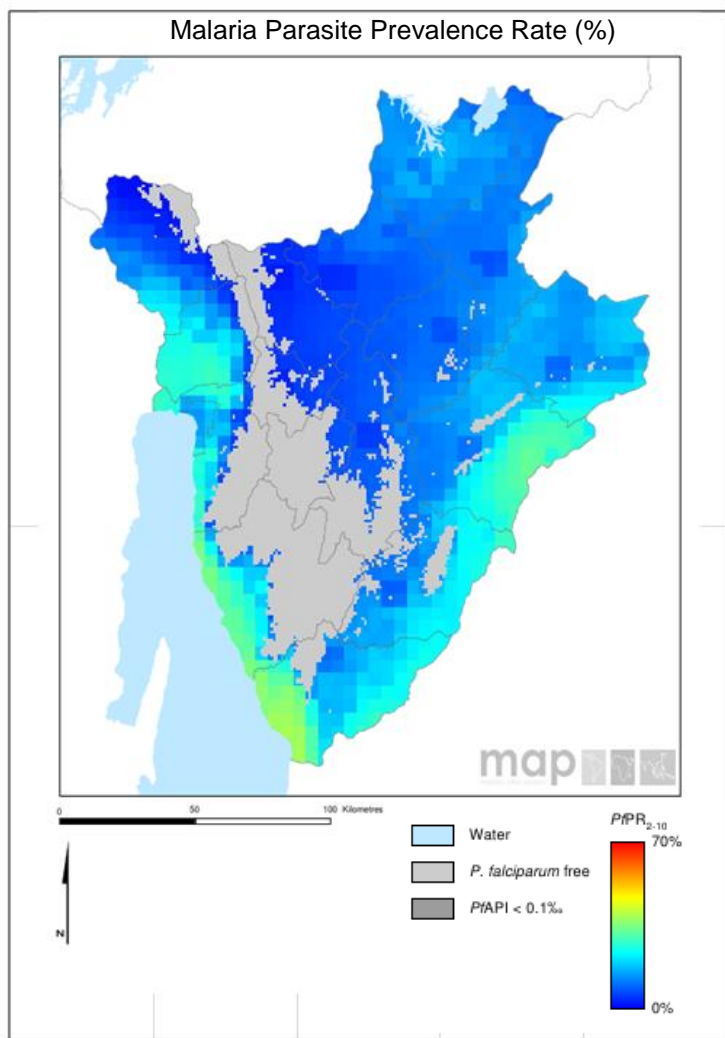 Malaria Parasite Prevalence Rate (%)
map
0 50 100 Kilometres
N
Water
P. falciparum free
PfAPI < 0.1‰
PfPR2-10
70%
0%